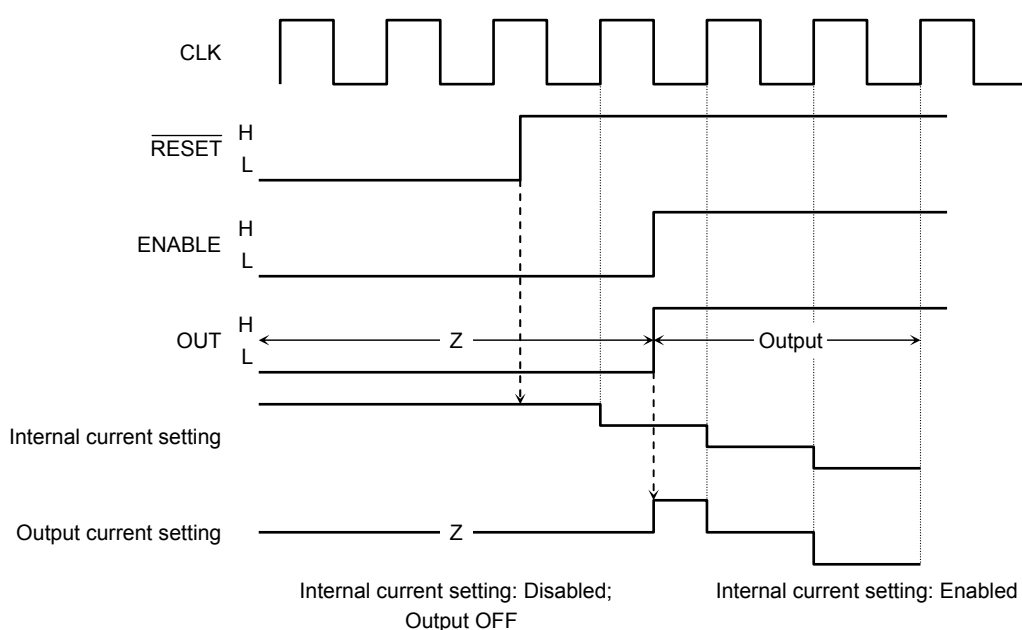 CLK
RESET
H
L
ENABLE
H
L
OUT
H
L
Z
Output
Internal current setting
Output current setting
Z
Internal current setting: Disabled;
Output OFF
Internal current setting: Enabled